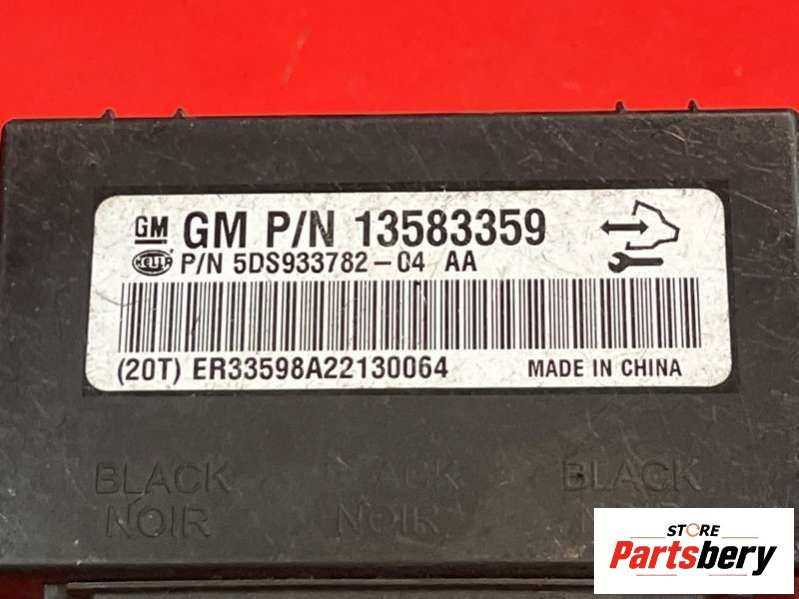 GM GM P/N 13583359
HELLA P/N 5DS933782-04 AA
(20T) ER33598A22130064 MADE IN CHINA
BLACK BLACK BLACK
NOIR NOIR NOIR
STORE
Partsbery